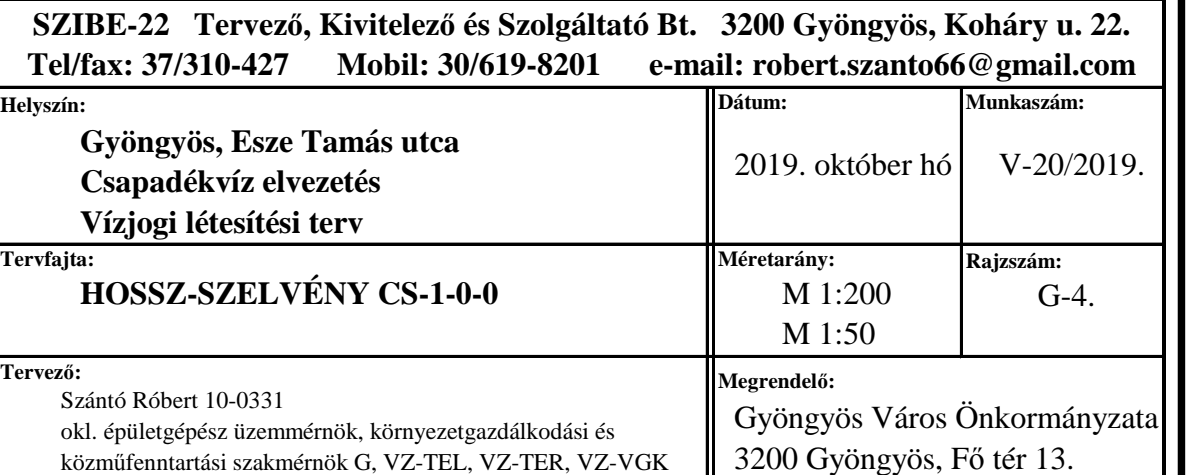 SZIBE-22 Tervező, Kivitelező és Szolgáltató Bt. 3200 Gyöngyös, Koháry u. 22.
Tel/fax: 37/310-427 Mobil: 30/619-8201 e-mail: robert.szanto66@gmail.com
Helyszín:
Gyöngyös, Esze Tamás utca
Csapadékvíz elvezetés
Vízjogi létesítési terv
Dátum:
2019. október hó
Munkaszám:
V-20/2019.
Tervfajta:
HOSSZ-SZELVÉNY CS-1-0-0
Méretarány:
M 1:200
M 1:50
Rajzszám:
G-4.
Tervező:
Szántó Róbert 10-0331
okl. épületgépész üzemmérnök, környezetgazdálkodási és
közműfenntartási szakmérnök G, VZ-TEL, VZ-TER, VZ-VGK
Megrendelő:
Gyöngyös Város Önkormányzata
3200 Gyöngyös, Fő tér 13.